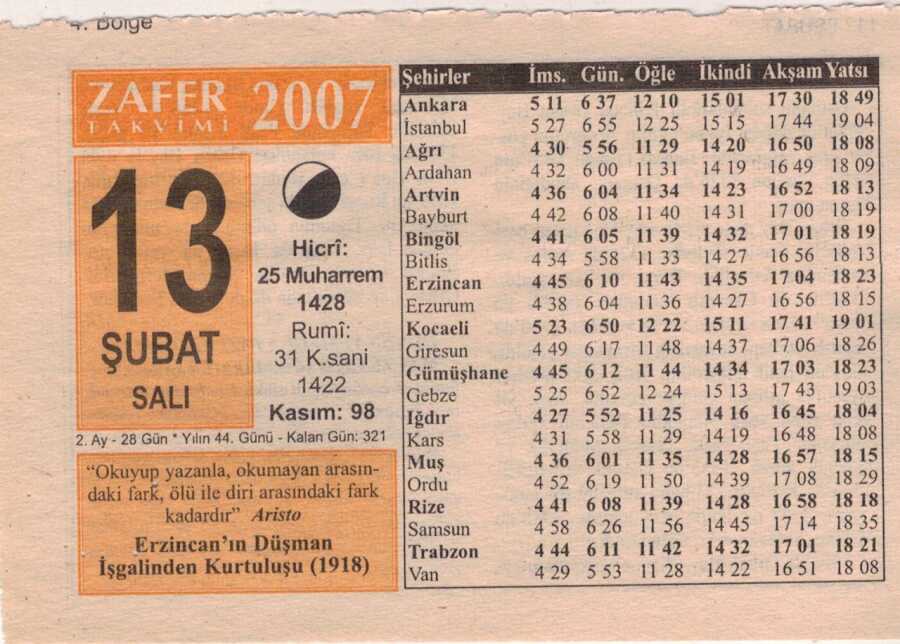 4. Bölge
ZAFER
TAKVİMİ
2007
13
ŞUBAT
SALI
Hicrî:
25 Muharrem
1428
Rumî:
31 K.sani
1422
Kasım: 98
2. Ay - 28 Gün * Yılın 44. Günü - Kalan Gün: 321
“Okuyup yazanla, okumayan arasın-
daki fark, ölü ile diri arasındaki fark
kadardır” Aristo
Erzincan’ın Düşman
İşgalinden Kurtuluşu (1918)
Şehirler İms. Gün. Öğle İkindi Akşam Yatsı
Ankara 5 11 6 37 12 10 15 01 17 30 18 49
İstanbul 5 27 6 55 12 25 15 15 17 44 19 04
Ağrı 4 30 5 56 11 29 14 20 16 50 18 08
Ardahan 4 32 6 00 11 31 14 19 16 49 18 09
Artvin 4 36 6 04 11 34 14 23 16 52 18 13
Bayburt 4 42 6 08 11 40 14 31 17 00 18 19
Bingöl 4 41 6 05 11 39 14 32 17 01 18 19
Bitlis 4 34 5 58 11 33 14 27 16 56 18 13
Erzincan 4 45 6 10 11 43 14 35 17 04 18 23
Erzurum 4 38 6 04 11 36 14 27 16 56 18 15
Kocaeli 5 23 6 50 12 22 15 11 17 41 19 01
Giresun 4 49 6 17 11 48 14 37 17 06 18 26
Gümüşhane 4 45 6 12 11 44 14 34 17 03 18 23
Gebze 5 25 6 52 12 24 15 13 17 43 19 03
Iğdır 4 27 5 52 11 25 14 16 16 45 18 04
Kars 4 31 5 58 11 29 14 19 16 48 18 08
Muş 4 36 6 01 11 35 14 28 16 57 18 15
Ordu 4 52 6 19 11 50 14 39 17 08 18 29
Rize 4 41 6 08 11 39 14 28 16 58 18 18
Samsun 4 58 6 26 11 56 14 45 17 14 18 35
Trabzon 4 44 6 11 11 42 14 32 17 01 18 21
Van 4 29 5 53 11 28 14 22 16 51 18 08